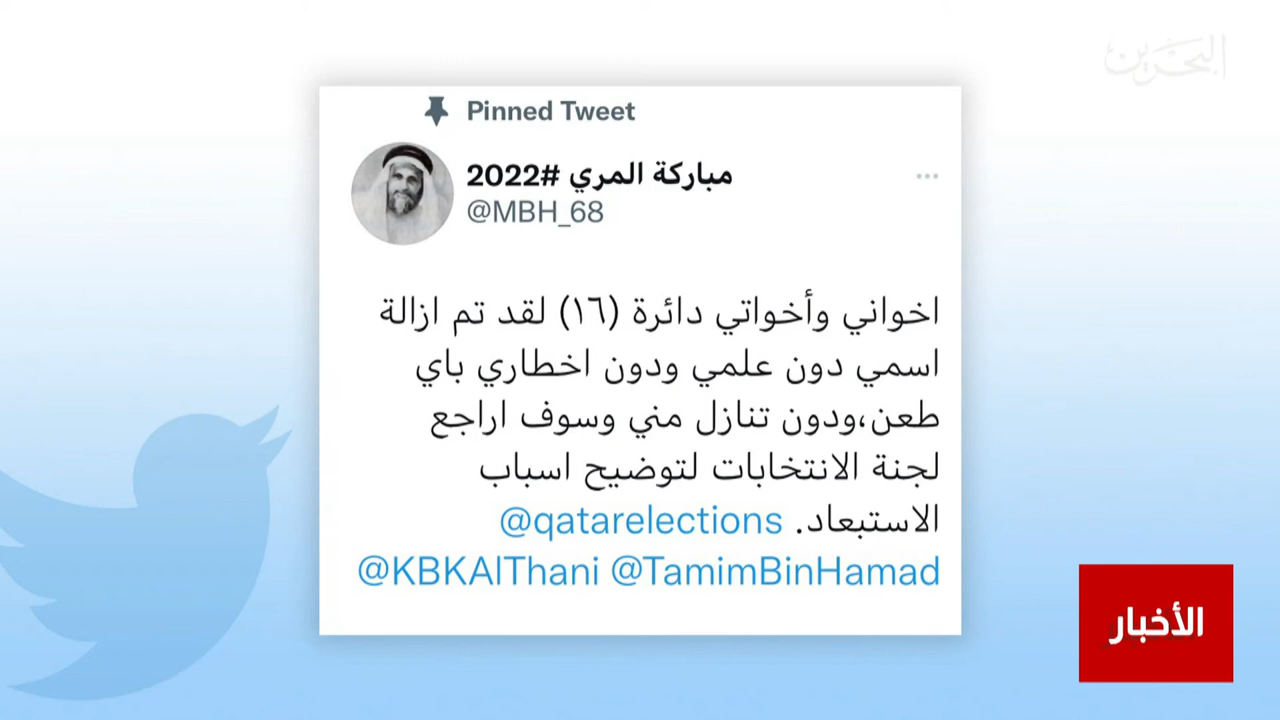 البحرين
Pinned Tweet
مباركة المري #2022
@MBH_68
اخواني وأخواتي دائرة (١٦) لقد تم ازالة
اسمي دون علمي ودون اخطاري باي
طعن،ودون تنازل مني وسوف اراجع
لجنة الانتخابات لتوضيح اسباب
الاستبعاد. @qatarelections
@KBKAlThani @TamimBinHamad
الأخبار